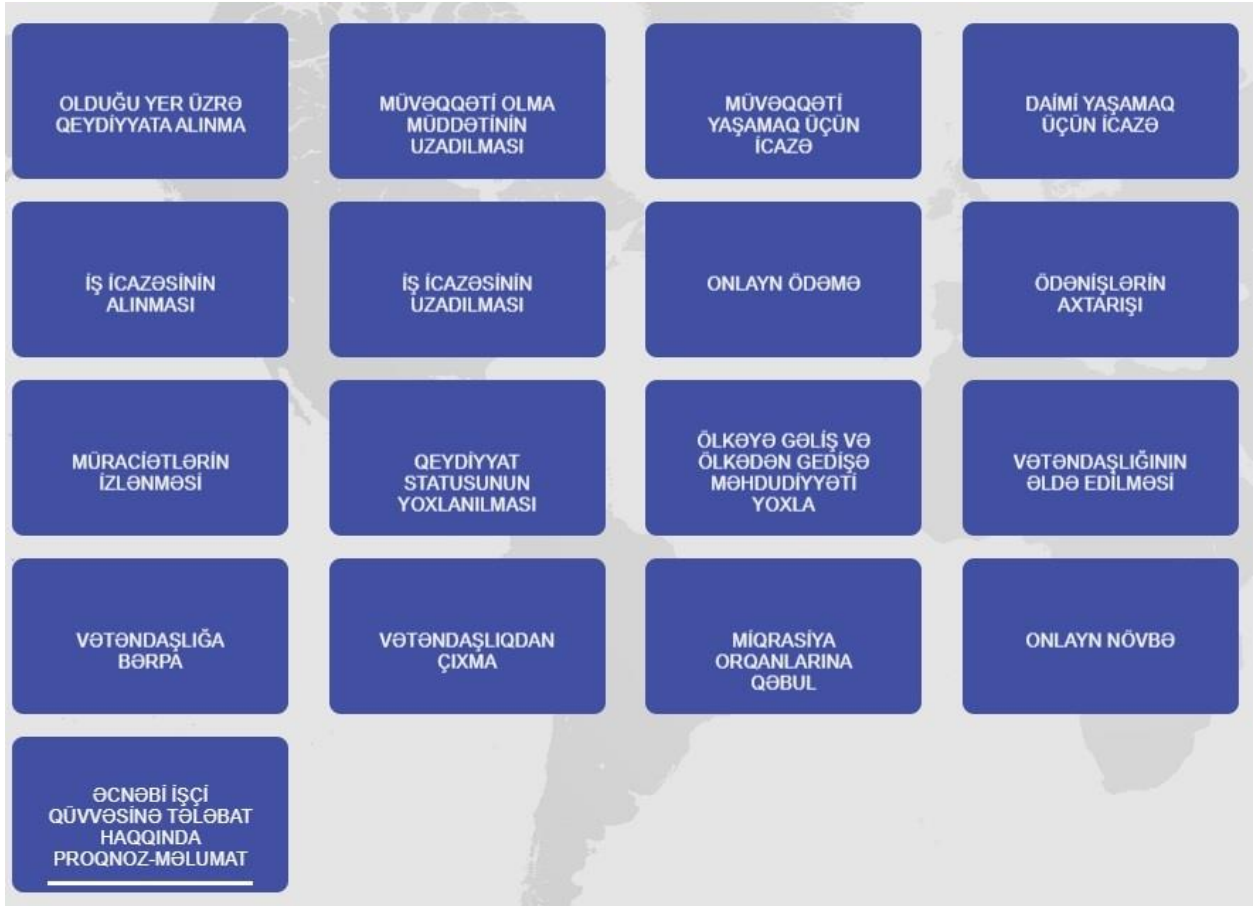 OLDUĞU YER ÜZRƏ
QEYDİYYATA ALINMA
MÜVƏQQƏTİ OLMA
MÜDDƏTİNİN
UZADILMASI
MÜVƏQQƏTİ
YAŞAMAQ ÜÇÜN
İCAZƏ
DAİMİ YAŞAMAQ
ÜÇÜN İCAZƏ
İŞ İCAZƏSİNİN
ALINMASI
İŞ İCAZƏSİNİN
UZADILMASI
ONLAYN ÖDƏMƏ
ÖDƏNİŞLƏRİN
AXTARIŞI
MÜRACİƏTLƏRİN
İZLƏNMƏSİ
QEYDİYYAT
STATUSUNUN
YOXLANILMASI
ÖLKƏYƏ GƏLİŞ VƏ
ÖLKƏDƏN GEDİŞƏ
MƏHDUDİYYƏTİ
YOXLA
VƏTƏNDAŞLIĞININ
ƏLDƏ EDİLMƏSİ
VƏTƏNDAŞLIĞA
BƏRPA
VƏTƏNDAŞLIQDAN
ÇIXMA
MİQRASİYA
ORQANLARINA
QƏBUL
ONLAYN NÖVBƏ
ƏCNƏBİ İŞÇİ
QÜVVƏSİNƏ TƏLƏBAT
HAQQINDA
PROQNOZ-MƏLUMAT